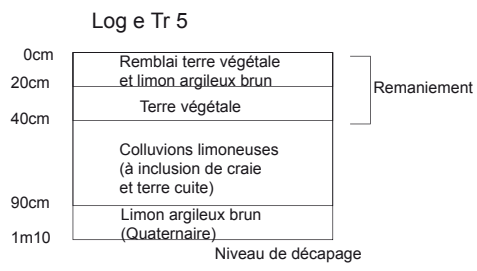 Log e Tr 5
0cm
Remblai terre végétale
et limon argileux brun
20cm
Remaniement
Terre végétale
40cm
Colluvions limoneuses
(à inclusion de craie
et terre cuite)
90cm
Limon argileux brun
(Quaternaire)
1m10
Niveau de décapage